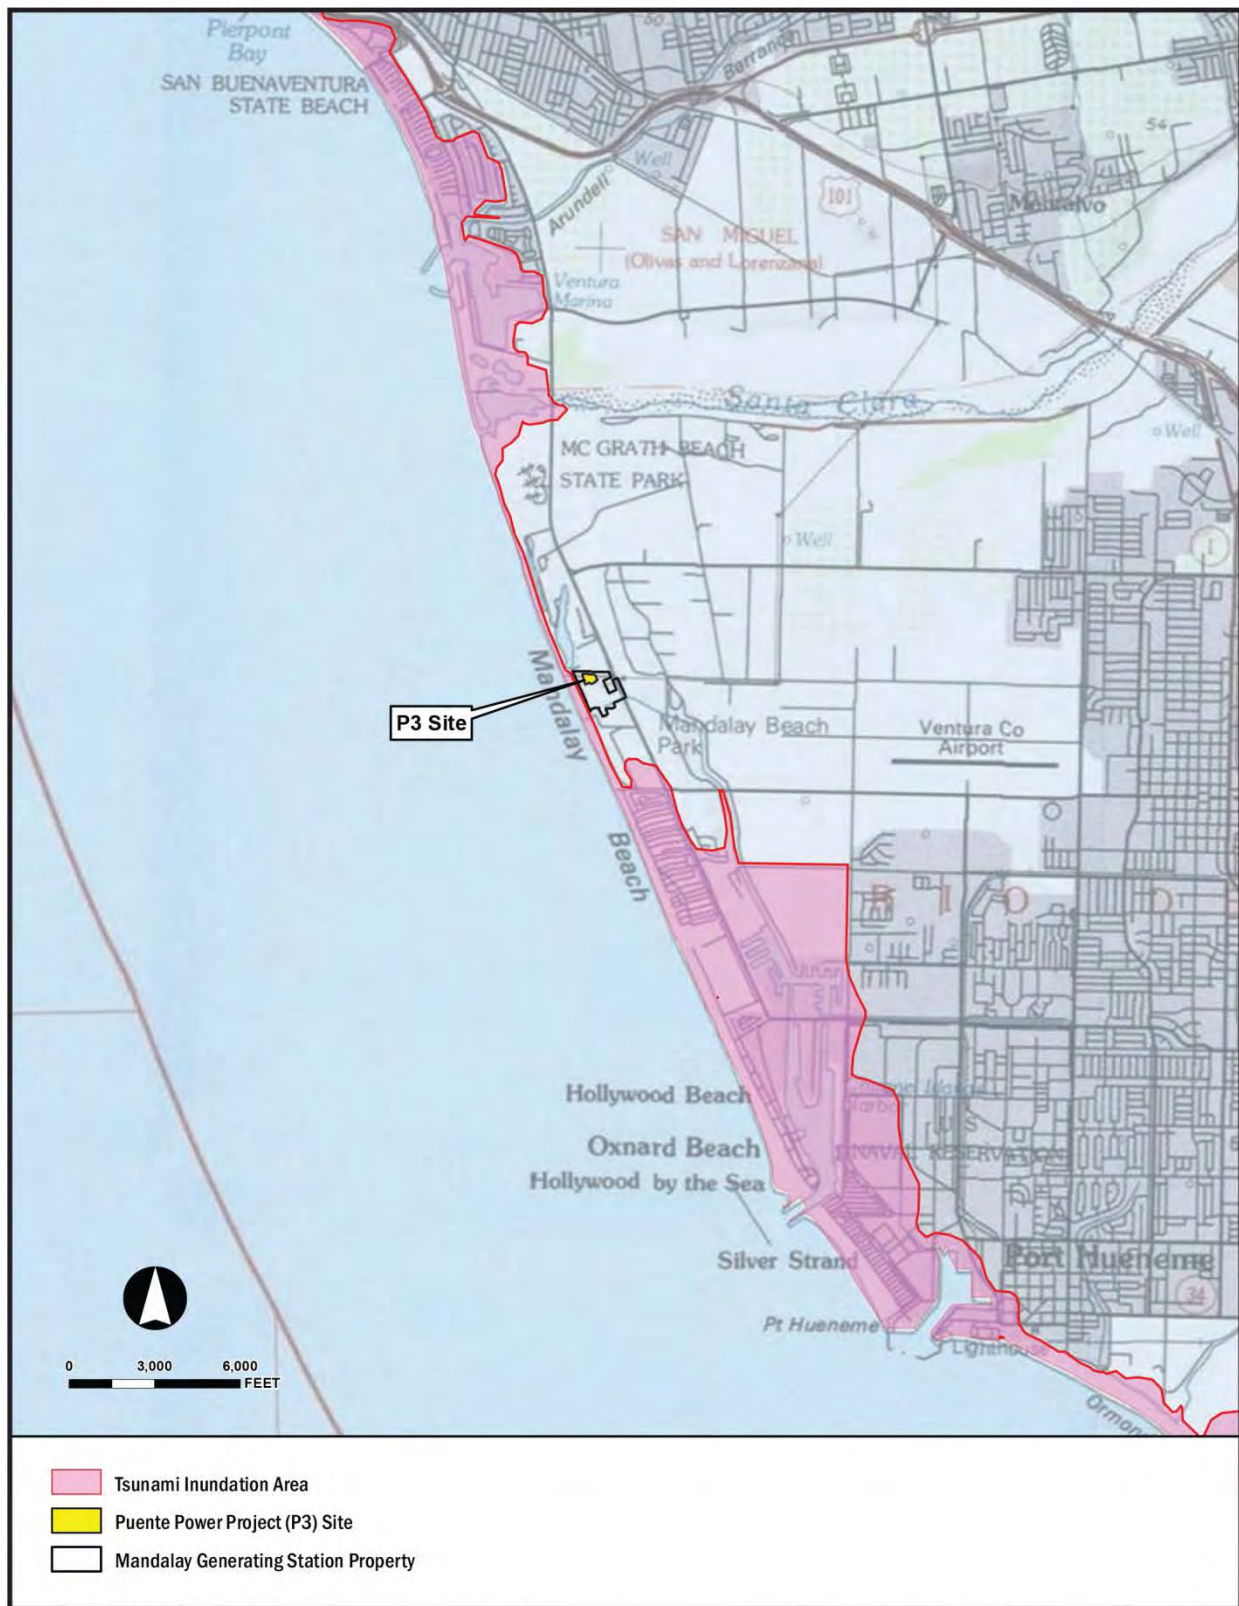 Pierpont
Bay
SAN BUENAVENTURA
STATE BEACH
50
Barranca
54
Well
Arundell
101
Montalvo
SAN MIGUEL
(Olivas and Lorenzana)
Ventura
Marina
Santa Clara
MC GRATH BEACH
STATE PARK
Well
Well
1
Mandalay
Beach
P3 Site
Mandalay Beach
Park
Ventura Co
Airport
R I O D
Hollywood Beach
Oxnard Beach
Hollywood by the Sea
U S
NAVAL RESERVATION
Silver Strand
Port Hueneme
34
Pt Hueneme
Lighthouse
0 3,000 6,000
FEET
Tsunami Inundation Area
Puente Power Project (P3) Site
Mandalay Generating Station Property